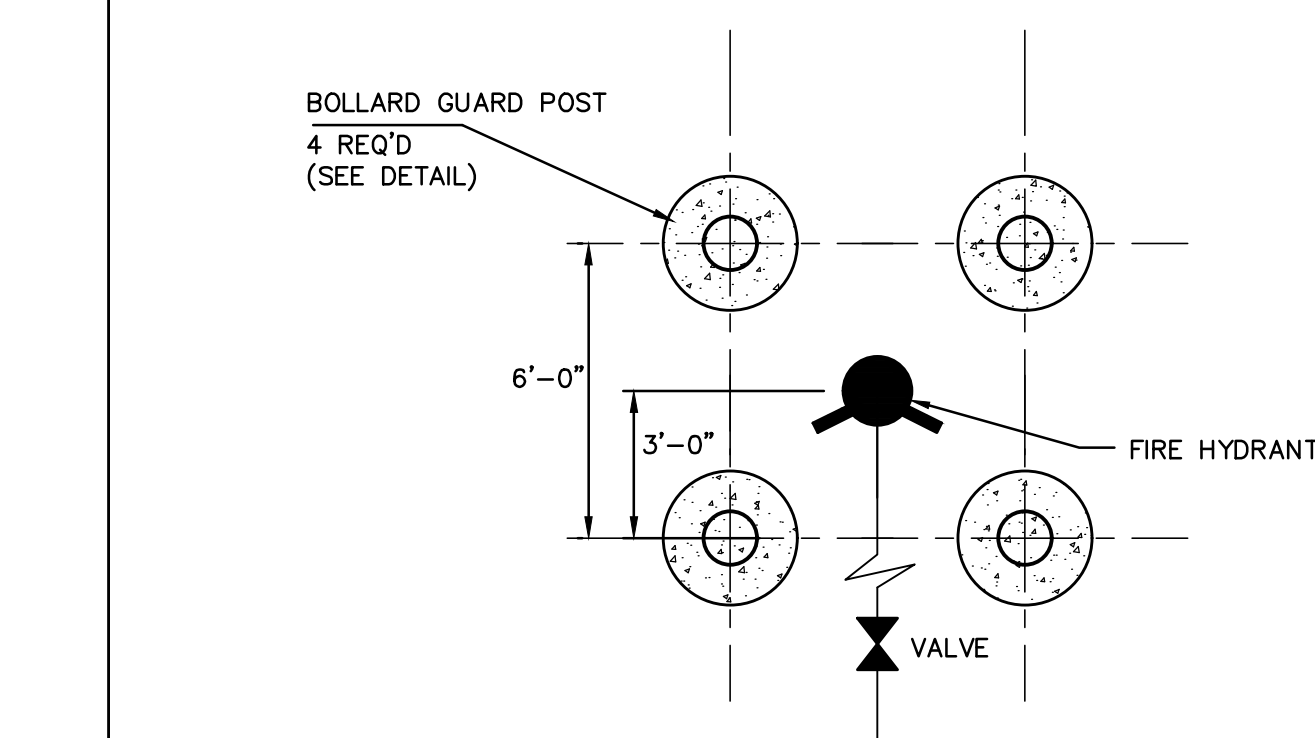 BOLLARD GUARD POST
4 REQ'D
(SEE DETAIL)
6'-0"
3'-0"
FIRE HYDRANT
VALVE